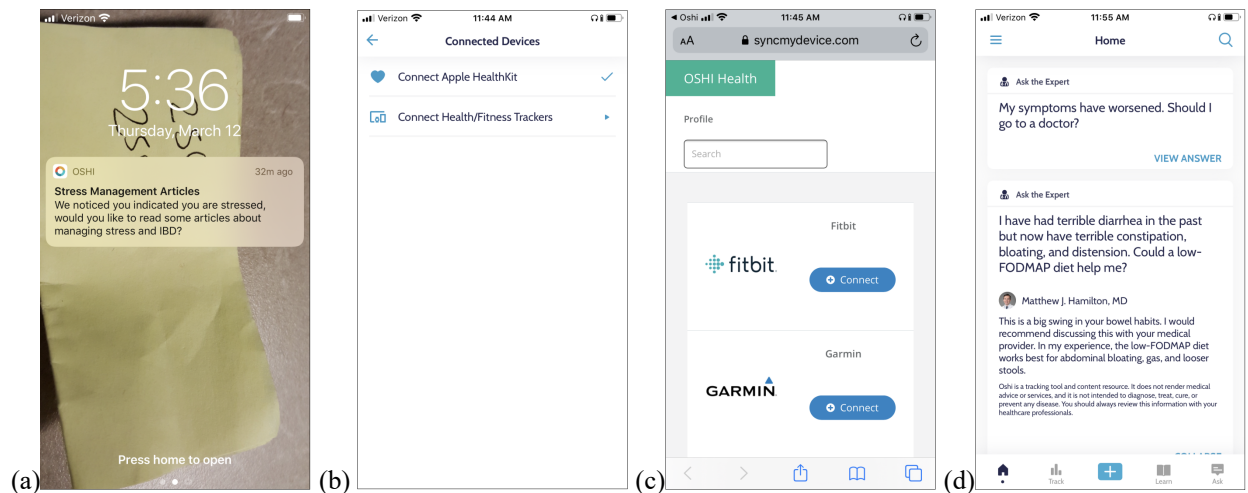 Verizon
5:36
Thursday, March 12
OSHI
32m ago
Stress Management Articles
We noticed you indicated you are stressed,
would you like to read some articles about
managing stress and IBD?
Press home to open
(a)
Verizon
11:44 AM
Connected Devices
Connect Apple HealthKit
Connect Health/Fitness Trackers
(b)
Oshi
11:45 AM
AA
syncmydevice.com
OSHI Health
Profile
Search
Fitbit
fitbit
Connect
Garmin
GARMIN
Connect
(c)
Verizon
11:55 AM
Home
Ask the Expert
My symptoms have worsened. Should I
go to a doctor?
VIEW ANSWER
Ask the Expert
I have had terrible diarrhea in the past
but now have terrible constipation,
bloating, and distension. Could a low-
FODMAP diet help me?
Matthew J. Hamilton, MD
This is a big swing in your bowel habits. I would
recommend discussing this with your medical
provider. In my experience, the low-FODMAP diet
works best for abdominal bloating, gas, and looser
stools.
Oshi is a tracking tool and content resource. It does not render medical
advice or services, and it is not intended to diagnose, treat, cure, or
prevent any disease. You should always review this information with your
healthcare professionals.
Track
Learn
Ask
(d)